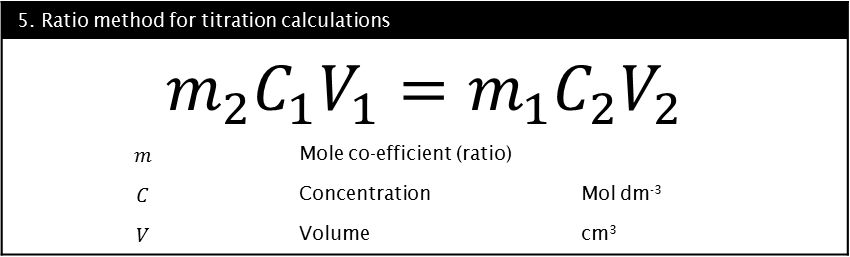 5. Ratio method for titration calculations
m₂C₁V₁ = m₁C₂V₂
m Mole co-efficient (ratio)
C Concentration Mol dm⁻³
V Volume cm³